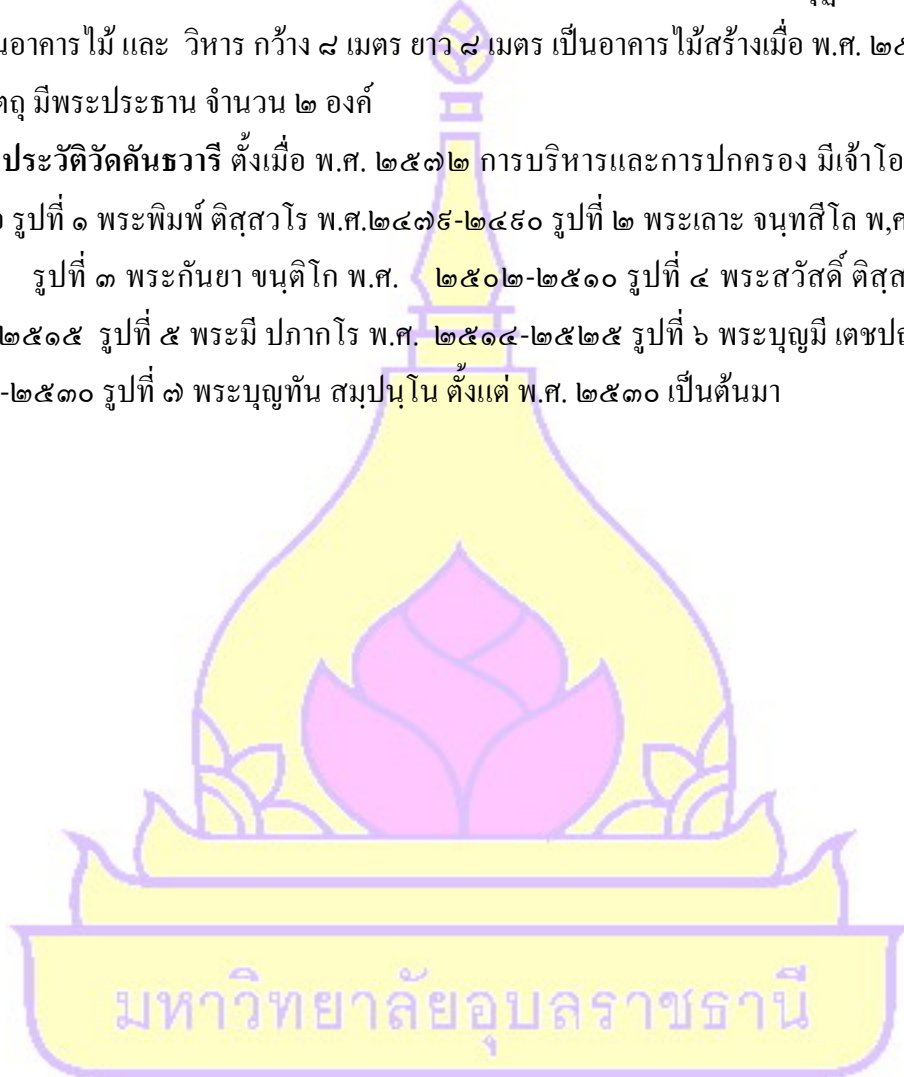 นอาคารไม้ และ วิหาร กว้าง ๘ เมตร ยาว ๘ เมตร เป็นอาคารไม้สร้างเมื่อ พ.ศ. ๒๕
ตถุ มีพระประธาน จำนวน ๒ องค์
ประวัติวัดคันธวารี ตั้งเมื่อ พ.ศ. ๒๕๗๒ การบริหารและการปกครอง มีเจ้าโอ
รูปที่ ๑ พระพิมพ์ ติสฺสวโร พ.ศ.๒๔๗๙-๒๔๙๐ รูปที่ ๒ พระเลาะ จนฺทสีโล พ,ศ
รูปที่ ๓ พระกันยา ขนฺติโก พ.ศ. ๒๕๐๒-๒๕๑๐ รูปที่ ๔ พระสวัสดิ์ ติสฺส
๒๕๑๕ รูปที่ ๕ พระมี ปภากโร พ.ศ. ๒๕๑๔-๒๕๒๕ รูปที่ ๖ พระบุญมี เตชปญ
-๒๕๓๐ รูปที่ ๗ พระบุญทัน สมฺปนฺโน ตั้งแต่ พ.ศ. ๒๕๓๐ เป็นต้นมา
มหาวิทยาลัยอุบลราชธานี